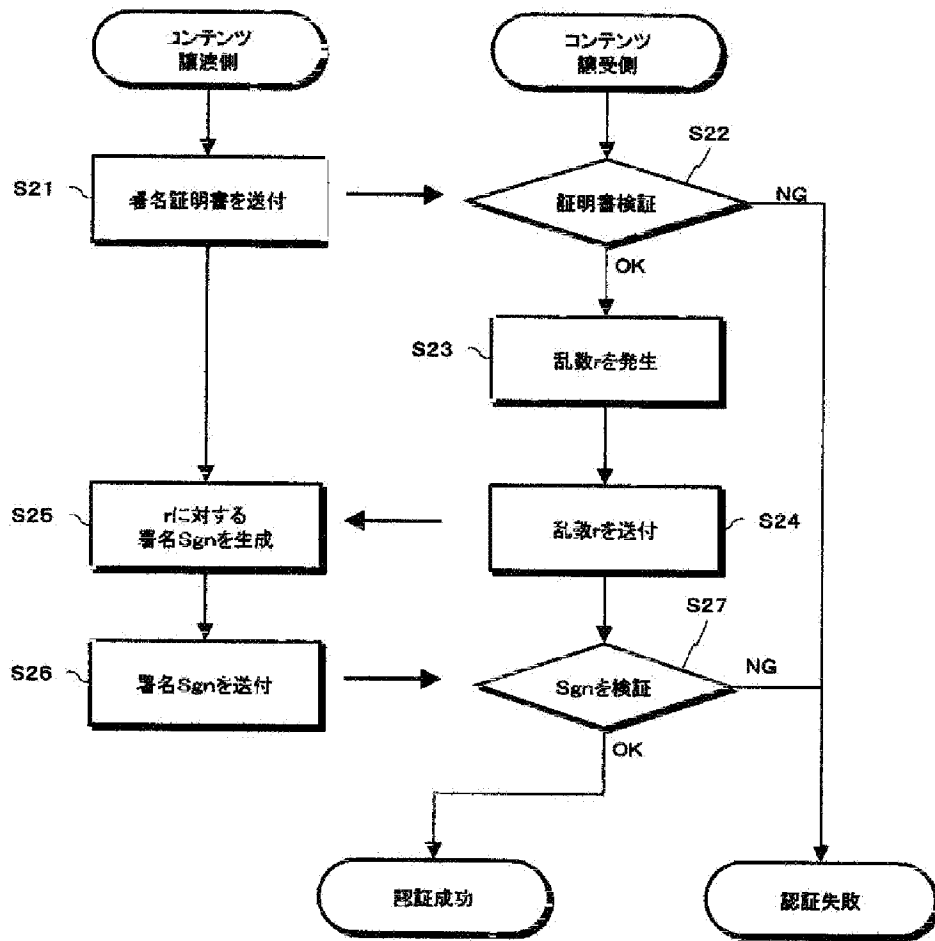 コンテンツ
譲渡側
コンテンツ
譲受側
S21
署名証明書を送付
S22
証明書検証
NG
OK
S23
乱数rを発生
S25
rに対する
署名Sgnを生成
乱数rを送付
S24
S27
S26
署名Sgnを送付
Sgnを検証
NG
OK
認証成功
認証失敗